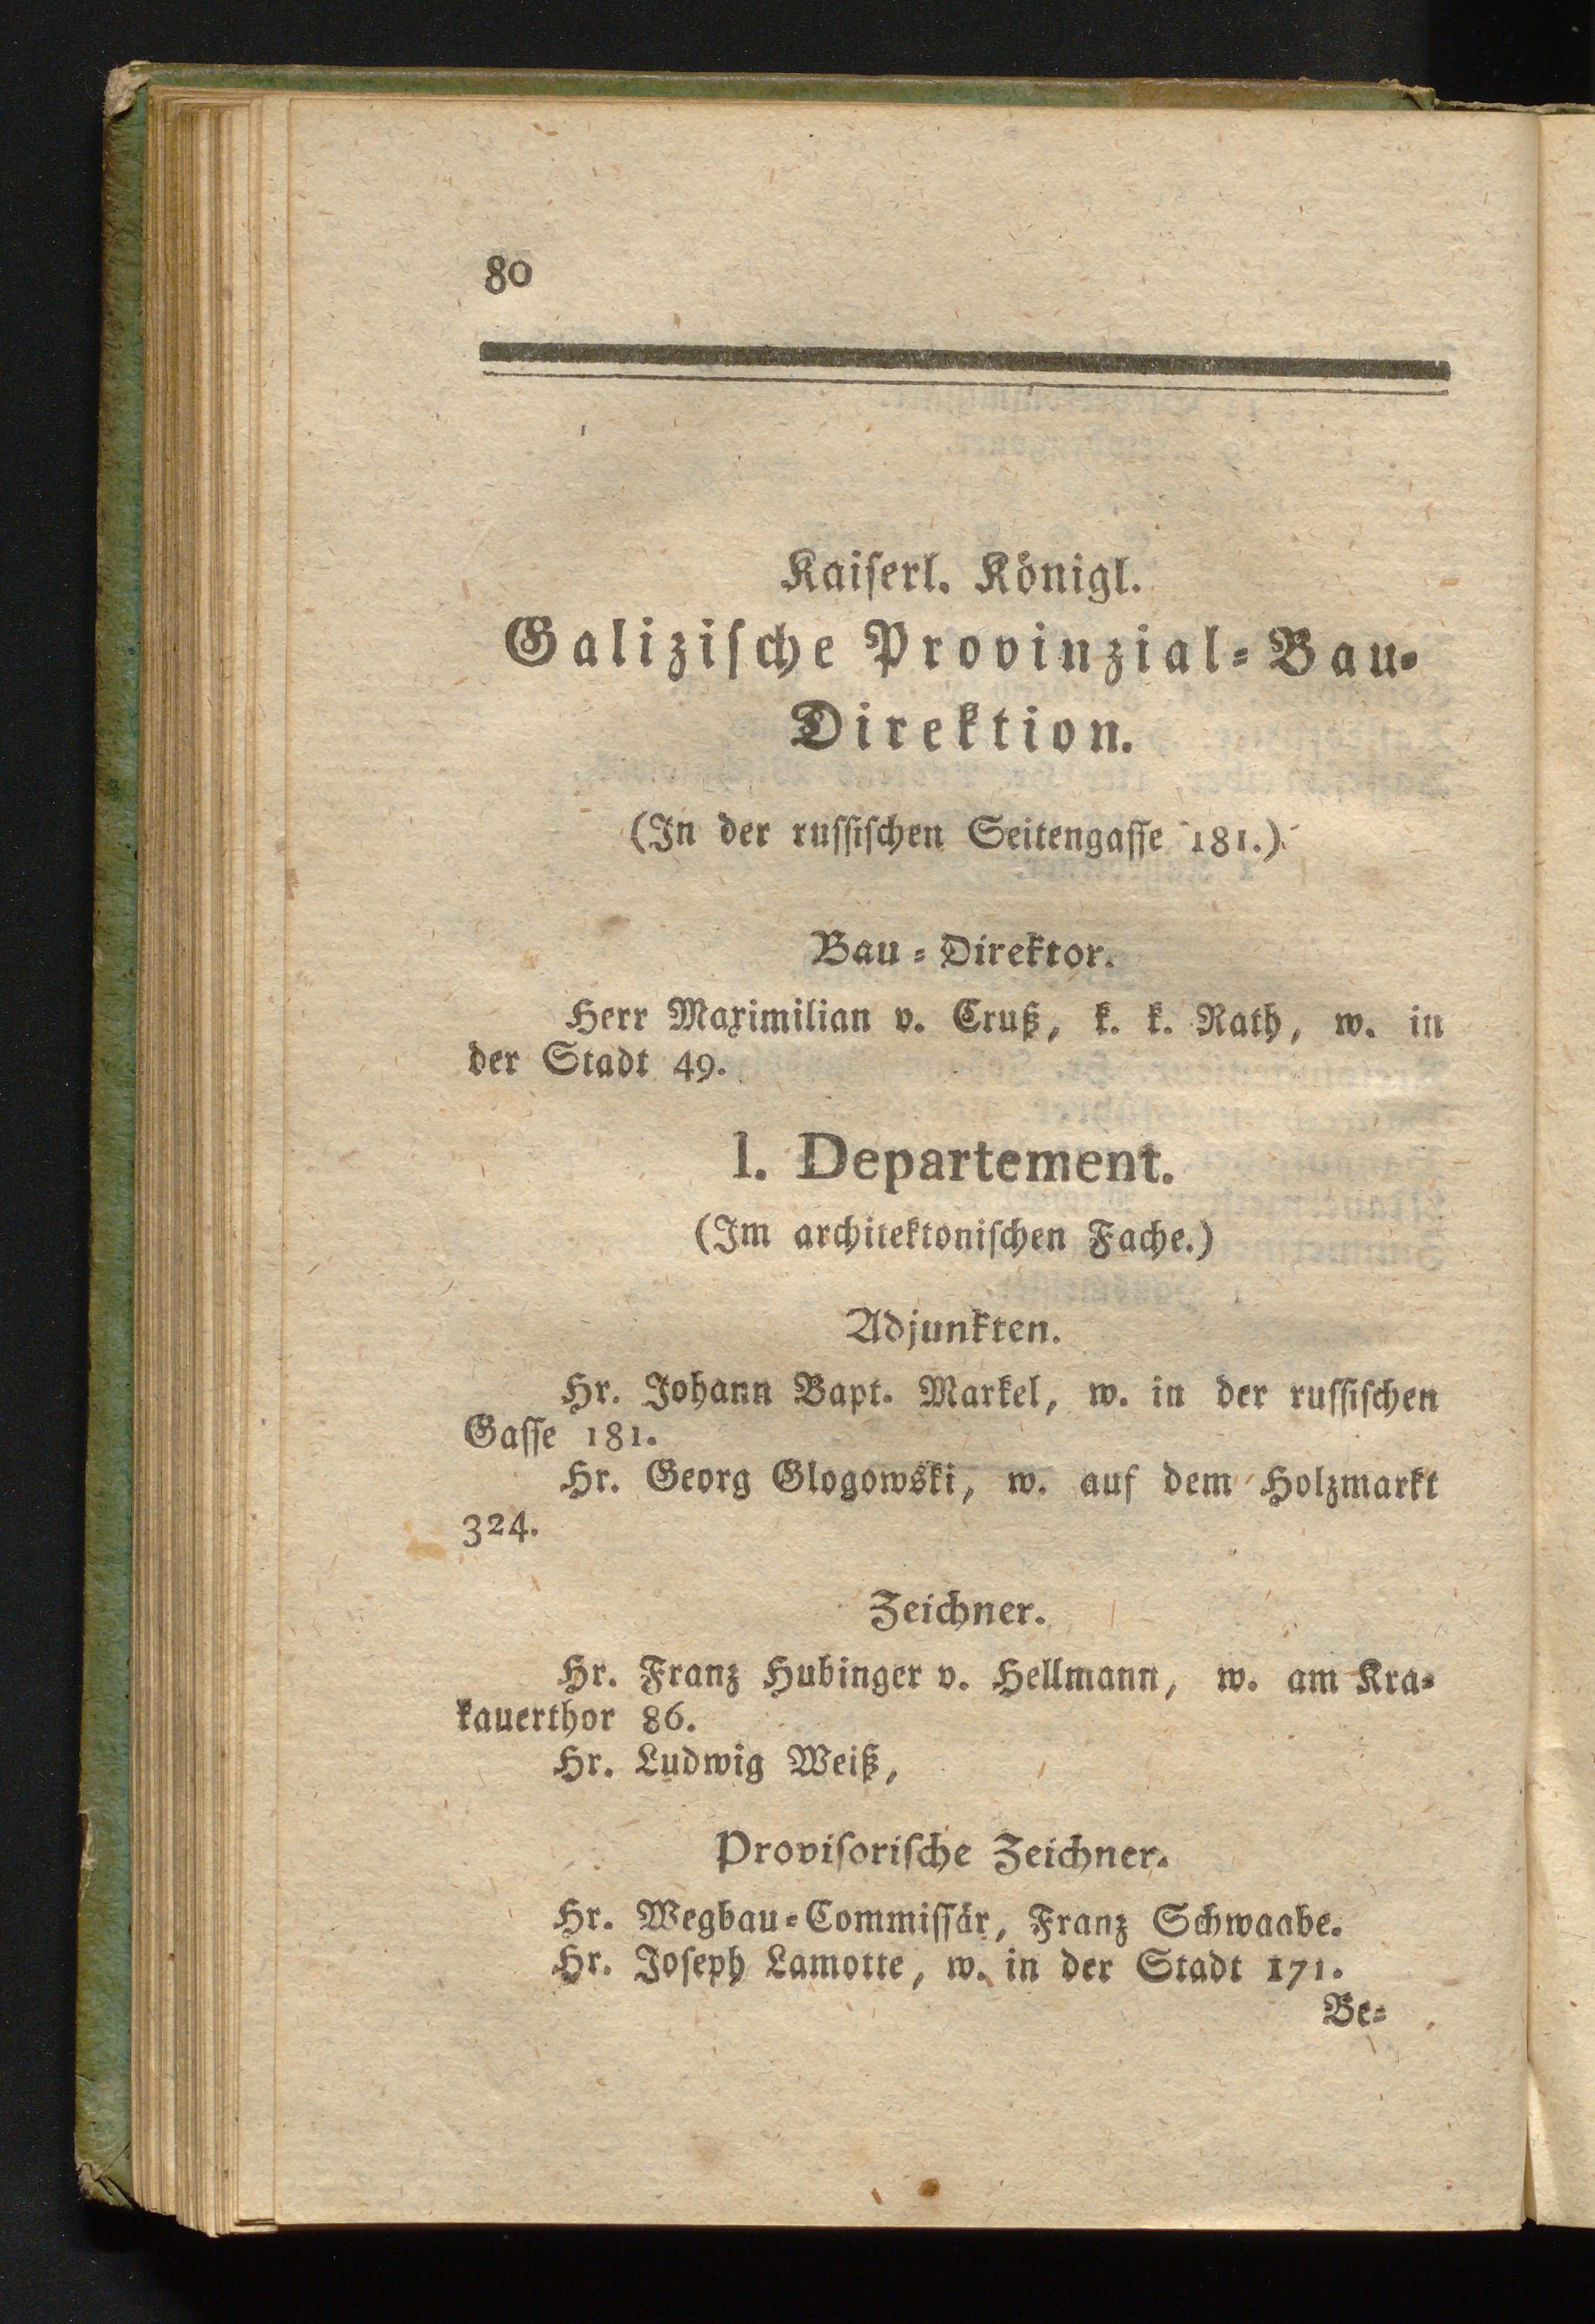 80
Kaiserl. Königl.
Galizische Provinzial-Bau-
Direktion.
(In der russischen Seitengasse 181.)
Bau-Direktor.
Herr Maximilian v. Cruß, k. k. Rath, w. in
der Stadt 49.
I. Departement.
(Im architektonischen Fache.)
Adjunkten.
Hr. Johann Bapt. Markel, w. in der russischen
Gasse 181.
Hr. Georg Glogowski, w. auf dem Holzmarkt
324.
Zeichner.
Hr. Franz Hubinger v. Hellmann, w. am Kra-
kauerthor 86.
Hr. Ludwig Weiß,
Provisorische Zeichner.
Hr. Wegbau-Commissär, Franz Schwaabe.
Hr. Joseph Lamotte, w. in der Stadt 171.
Be-